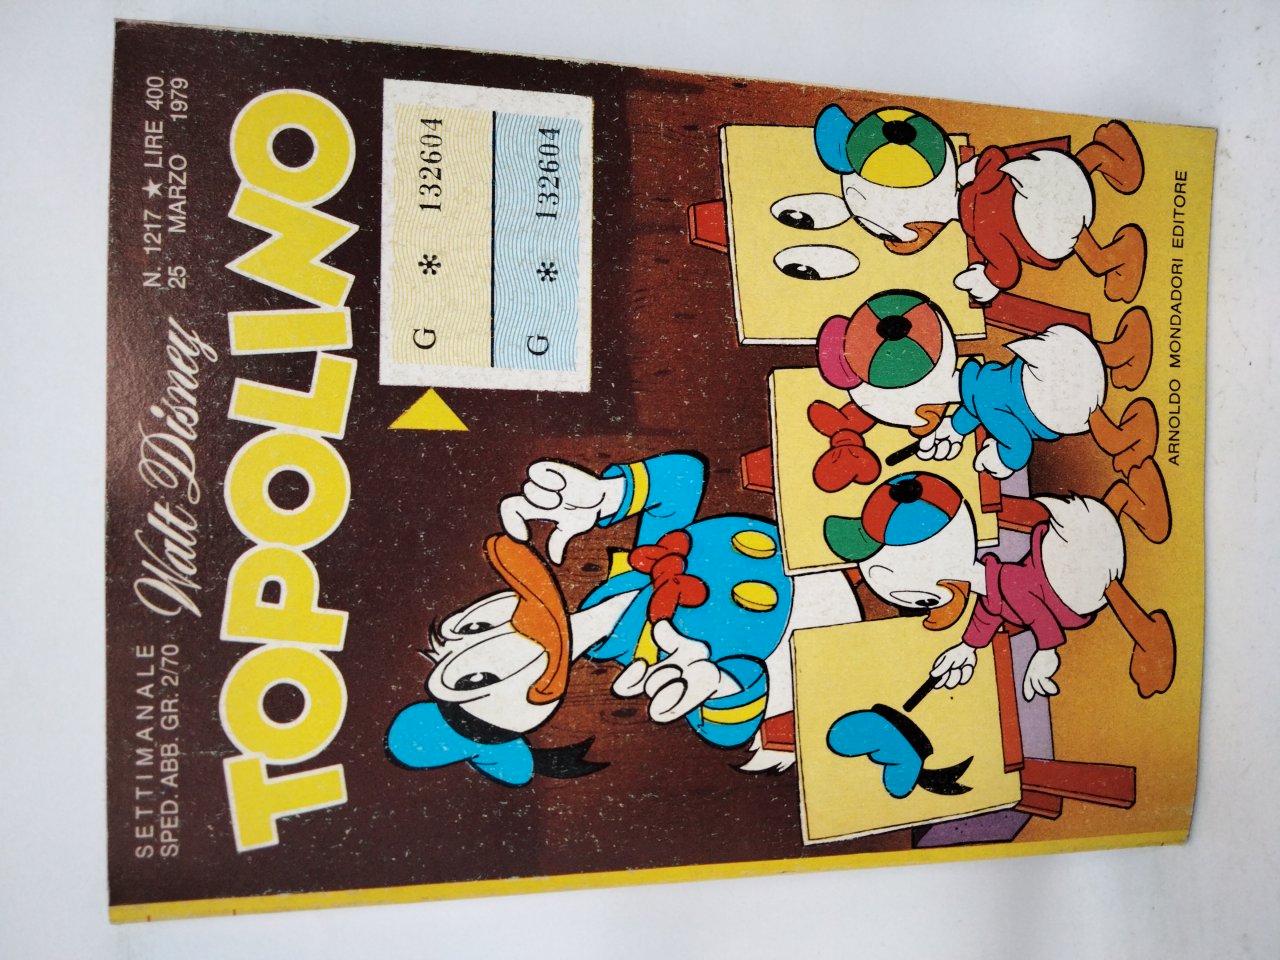 SETTIMANALE
SPED. ABB. GR. 2/70
Walt Disney
N. 1217 ★ LIRE 400
25 MARZO 1979
TOPOLINO
G * 132604
G * 132604
ARNOLDO MONDADORI EDITORE